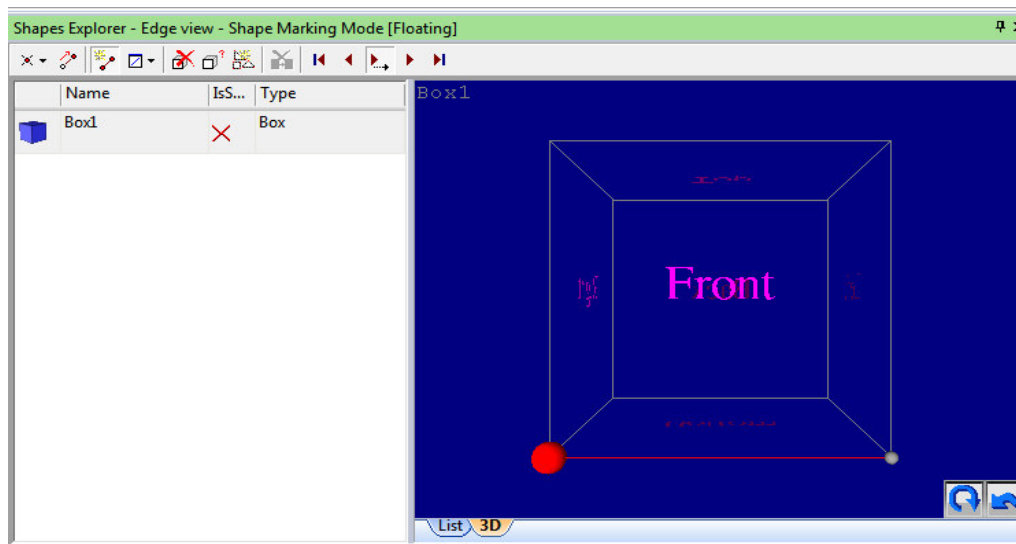 Shapes Explorer - Edge view - Shape Marking Mode [Floating]
Name IsS... Type
Box1 Box
Box1
Front
List 3D